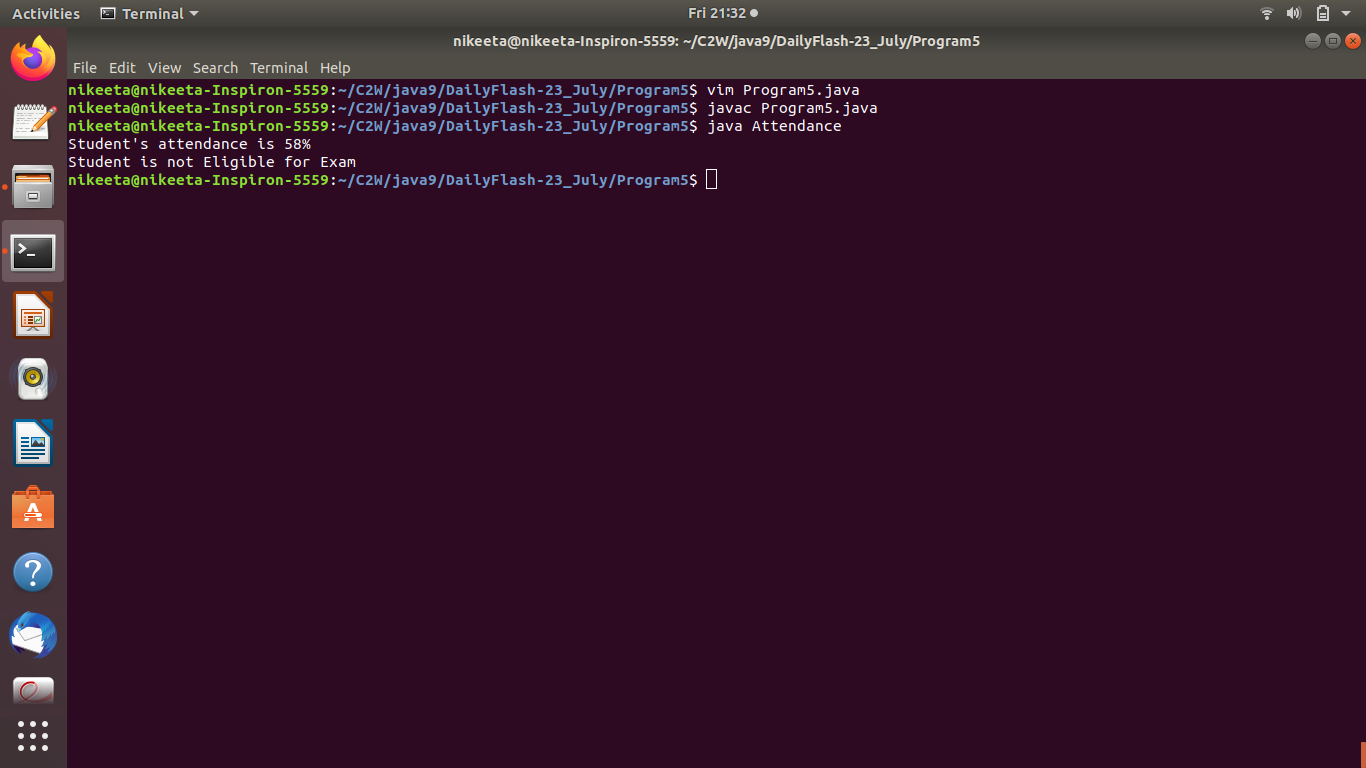 Activities Terminal Fri 21:32
nikeeta@nikeeta-Inspiron-5559: ~/C2W/java9/DailyFlash-23_July/Program5
File Edit View Search Terminal Help
nikeeta@nikeeta-Inspiron-5559:~/C2W/java9/DailyFlash-23_July/Program5$ vim Program5.java
nikeeta@nikeeta-Inspiron-5559:~/C2W/java9/DailyFlash-23_July/Program5$ javac Program5.java
nikeeta@nikeeta-Inspiron-5559:~/C2W/java9/DailyFlash-23_July/Program5$ java Attendance
Student's attendance is 58%
Student is not Eligible for Exam
nikeeta@nikeeta-Inspiron-5559:~/C2W/java9/DailyFlash-23_July/Program5$